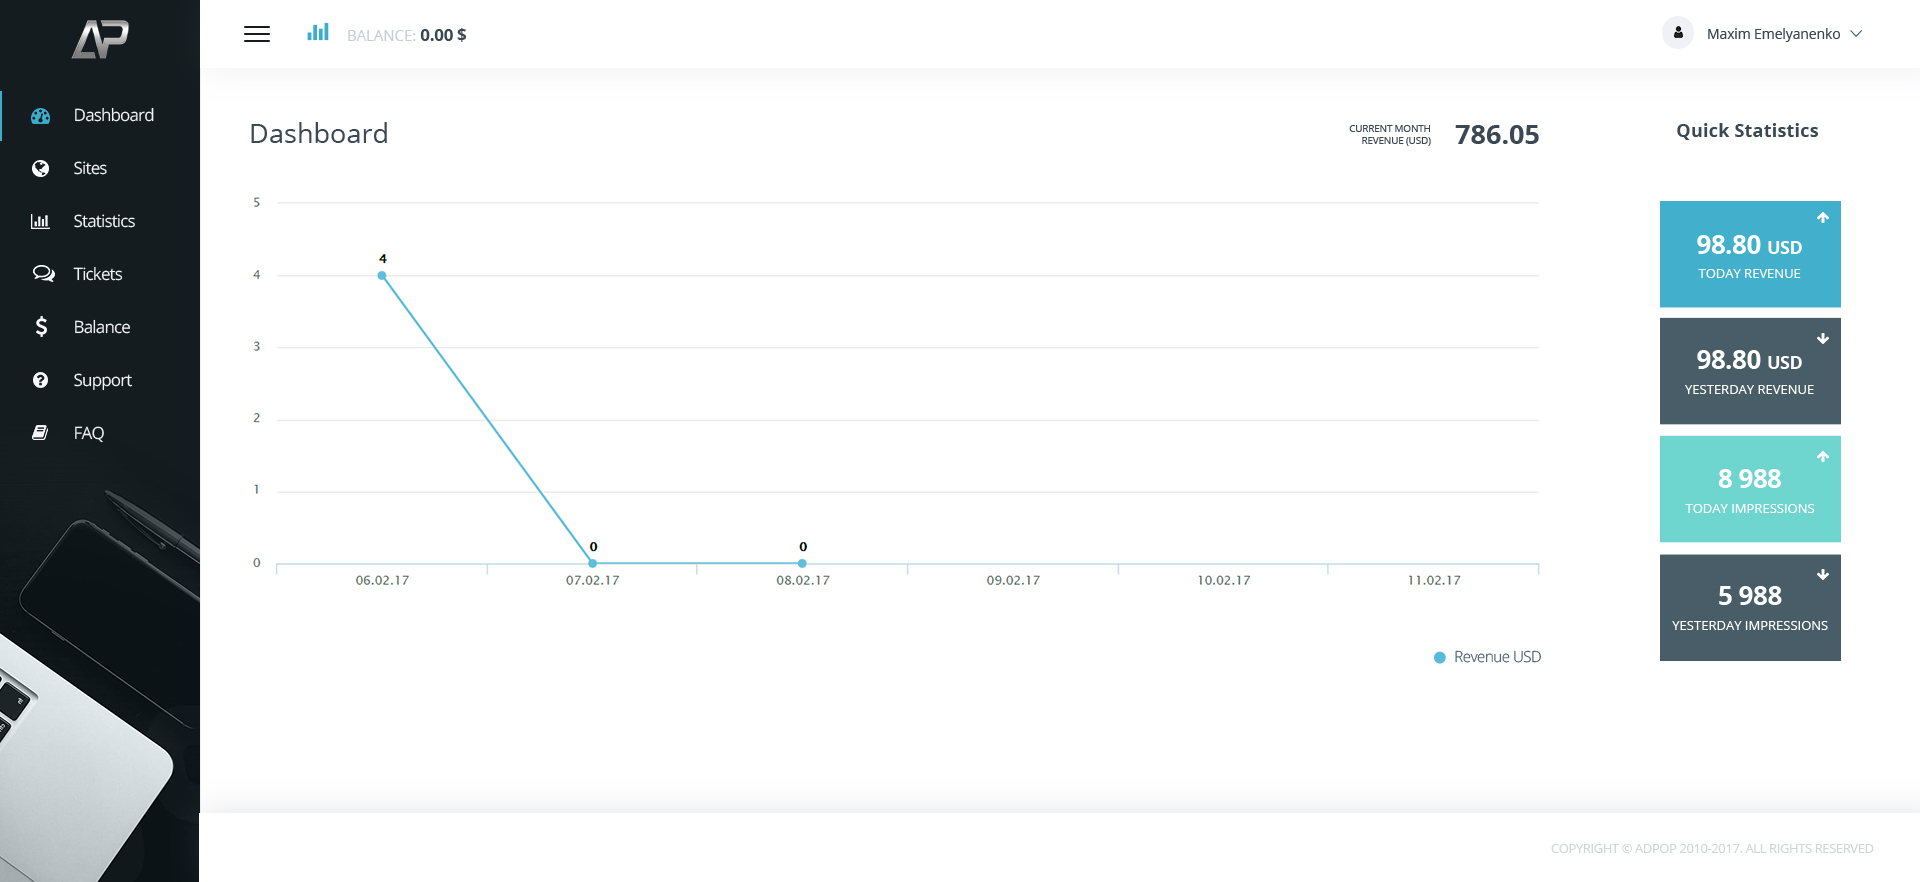 AP
BALANCE: 0.00 $
Maxim Emelyanenko
Dashboard
Sites
Statistics
Tickets
Balance
Support
FAQ
Dashboard
CURRENT MONTH
REVENUE (USD)
786.05
5
4
3
2
1
0
4
0
0
06.02.17
07.02.17
08.02.17
09.02.17
10.02.17
11.02.17
Revenue USD
Quick Statistics
98.80 USD
TODAY REVENUE
98.80 USD
YESTERDAY REVENUE
8 988
TODAY IMPRESSIONS
5 988
YESTERDAY IMPRESSIONS
COPYRIGHT © ADPOP 2010-2017. ALL RIGHTS RESERVED